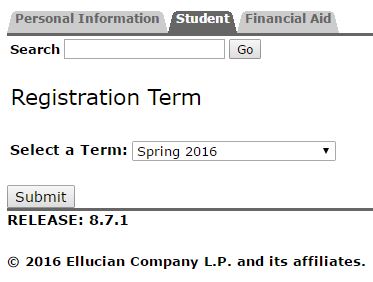 Personal Information Student Financial Aid
Search Go
Registration Term
Select a Term: Spring 2016
Submit
RELEASE: 8.7.1
© 2016 Ellucian Company L.P. and its affiliates.